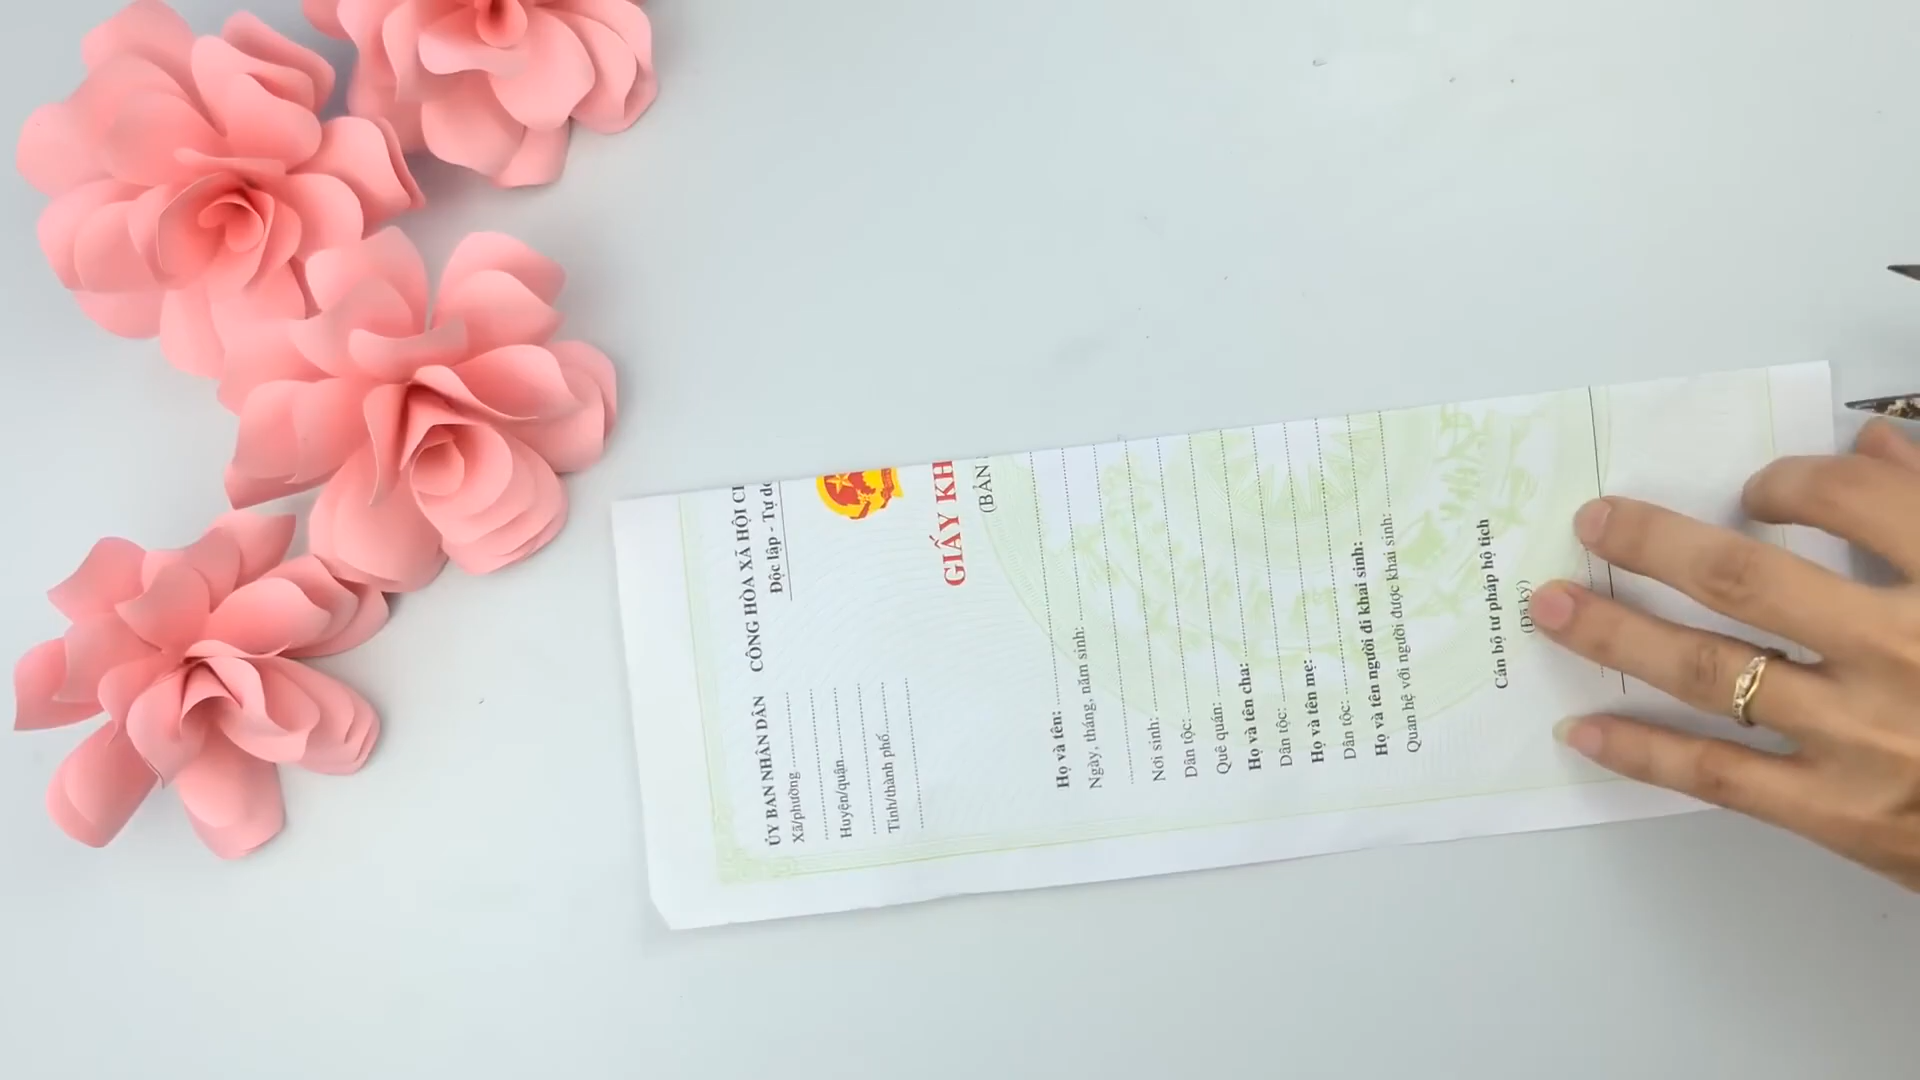 ỦY BAN NHÂN DÂN CỘNG HÒA XÃ HỘI
Xã/phường
Độc lập - Tự do
Huyện/quận
Tỉnh/thành phố
GIẤY KH
(BẢN
Họ và tên:
Ngày, tháng, năm sinh:
Nơi sinh:
Dân tộc:
Quê quán:
Họ và tên cha:
Dân tộc:
Họ và tên mẹ:
Dân tộc:
Họ và tên người đi khai sinh:
Quan hệ với người được khai sinh:
Cán bộ tư pháp hộ tịch
(Đã ký)